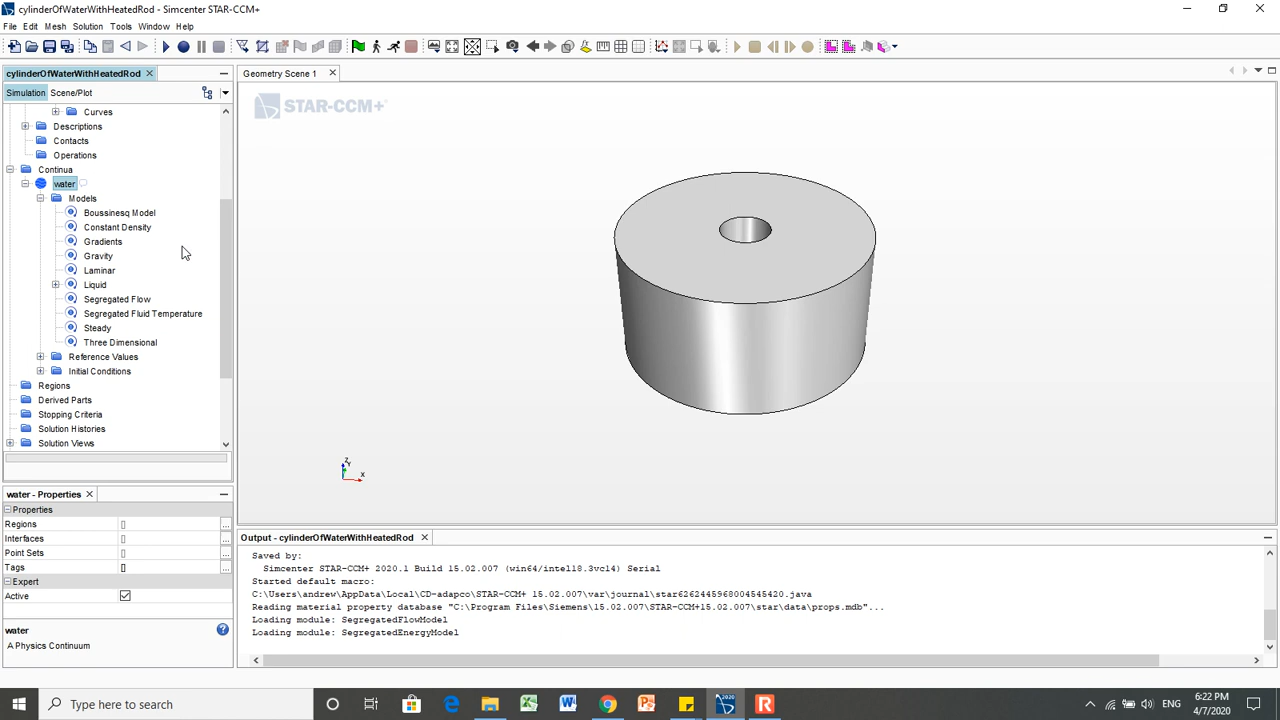 cylinderOfWaterWithHeatedRod - Simcenter STAR-CCM+
File Edit Mesh Solution Tools Window Help
cylinderOfWaterWithHeatedRod
Geometry Scene 1
Simulation Scene/Plot
STAR-CCM+
Curves
Descriptions
Contacts
Operations
Continua
water
Models
Boussinesq Model
Constant Density
Gradients
Gravity
Laminar
Liquid
Segregated Flow
Segregated Fluid Temperature
Steady
Three Dimensional
Reference Values
Initial Conditions
Regions
Derived Parts
Stopping Criteria
Solution Histories
Solution Views
Z
Y
X
water - Properties
Properties
Regions []
Interfaces []
Point Sets []
Tags []
Expert
Active
water
A Physics Continuum
Output - cylinderOfWaterWithHeatedRod
Saved by:
Simcenter STAR-CCM+ 2020.1 Build 15.02.007 (win64/intel18.3vc14) Serial
Started default macro:
C:\Users\andrew\AppData\Local\CD-adapco\STAR-CCM+ 15.02.007\var\journal\star6262445968004545420.java
Reading material property database "C:\Program Files\Siemens\15.02.007\STAR-CCM+15.02.007\star\data\props.mdb"...
Loading module: SegregatedFlowModel
Loading module: SegregatedEnergyModel
Type here to search
ENG
6:22 PM
4/7/2020